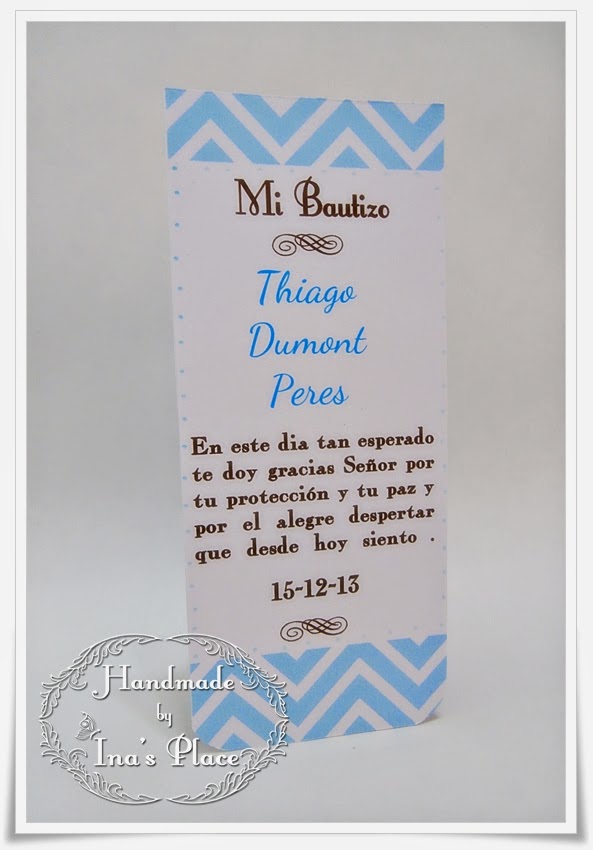 Mi Bautizo
Thiago
Dumont
Peres
En este dia tan esperado
te doy gracias Señor por
tu protección y tu paz y
por el alegre despertar
que desde hoy siento .
15-12-13
Handmade
by
Ina's Place